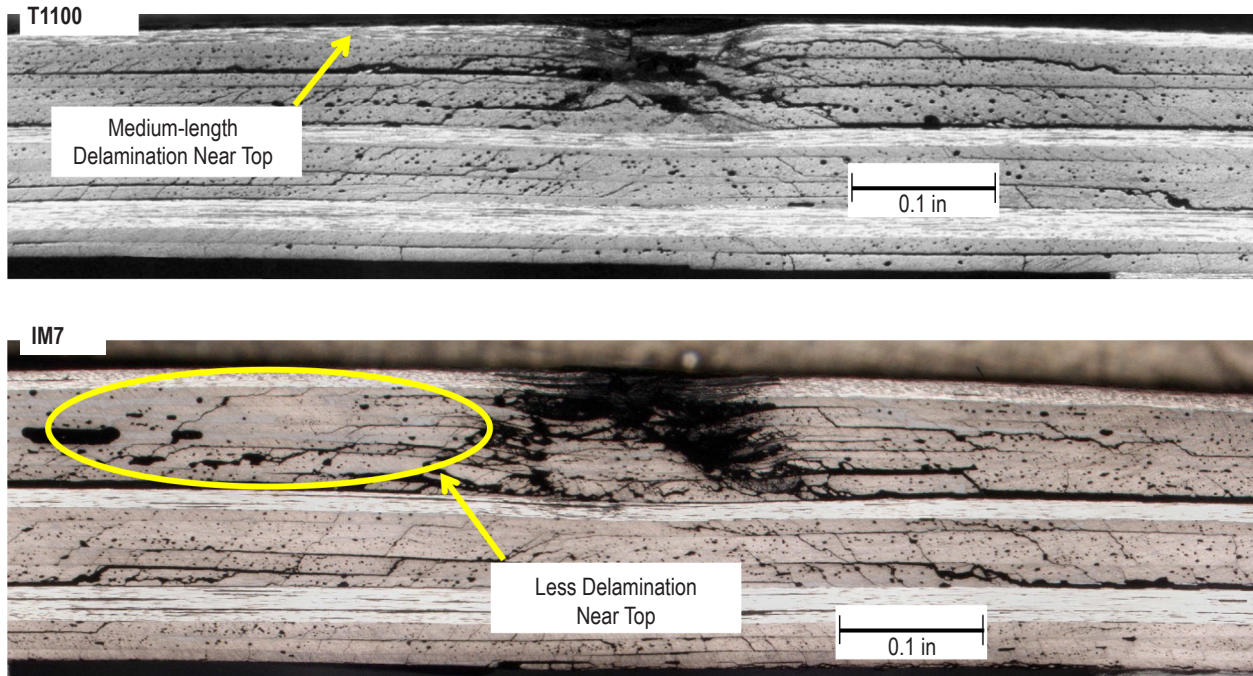 T1100
Medium-length
Delamination Near Top
0.1 in
IM7
Less Delamination
Near Top
0.1 in